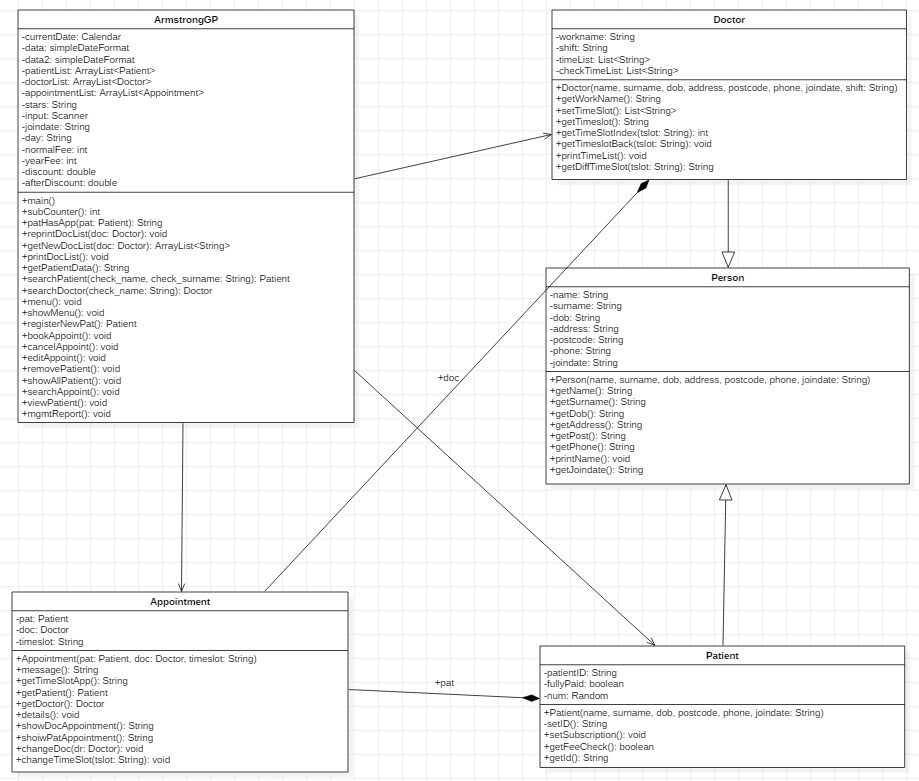 ArmstrongGP
-currentDate: Calendar
-data: simpleDateFormat
-data2: simpleDateFormat
-patientList: ArrayList<Patient>
-doctorList: ArrayList<Doctor>
-appointmentList: ArrayList<Appointment>
-stars: String
-input: Scanner
-joindate: String
-day: String
-normalFee: int
-yearFee: int
-discount: double
-afterDiscount: double
+main()
+subCounter(): int
+patHasApp(pat: Patient): String
+reprintDocList(doc: Doctor): void
+getNewDocList(doc: Doctor): ArrayList<String>
+printDocList(): void
+getPatientData(): String
+searchPatient(check_name, check_surname: String): Patient
+searchDoctor(check_name: String): Doctor
+menu(): void
+showMenu(): void
+registerNewPat(): Patient
+bookAppoint(): void
+cancelAppoint(): void
+editAppoint(): void
+removePatient(): void
+showAllPatient(): void
+searchAppoint(): void
+viewPatient(): void
+mgmtReport(): void
Doctor
-workname: String
-shift: String
-timeList: List<String>
-checkTimeList: List<String>
+Doctor(name, surname, dob, address, postcode, phone, joindate, shift: String)
+getWorkName(): String
+setTimeSlot(): List<String>
+getTimeslot(): String
+getTimeSlotIndex(tslot: String): int
+getTimeslotBack(tslot: String): void
+printTimeList(): void
+getDiffTimeSlot(tslot: String): String
Person
-name: String
-surname: String
-dob: String
-address: String
-postcode: String
-phone: String
-joindate: String
+Person(name, surname, dob, address, postcode, phone, joindate: String)
+getName(): String
+getSurname(): String
+getDob(): String
+getAddress(): String
+getPost(): String
+getPhone(): String
+printName(): void
+getJoindate(): String
+doc
Appointment
-pat: Patient
-doc: Doctor
-timeslot: String
+Appointment(pat: Patient, doc: Doctor, timeslot: String)
+message(): String
+getTimeSlotApp(): String
+getPatient(): Patient
+getDoctor(): Doctor
+details(): void
+showDocAppointment(): String
+shoiwPatAppointment(): String
+changeDoc(dr: Doctor): void
+changeTimeSlot(tslot: String): void
+pat
Patient
-patientID: String
-fullyPaid: boolean
-num: Random
+Patient(name, surname, dob, postcode, phone, joindate: String)
-setID(): String
+setSubscription(): void
+getFeeCheck(): boolean
+getId(): String